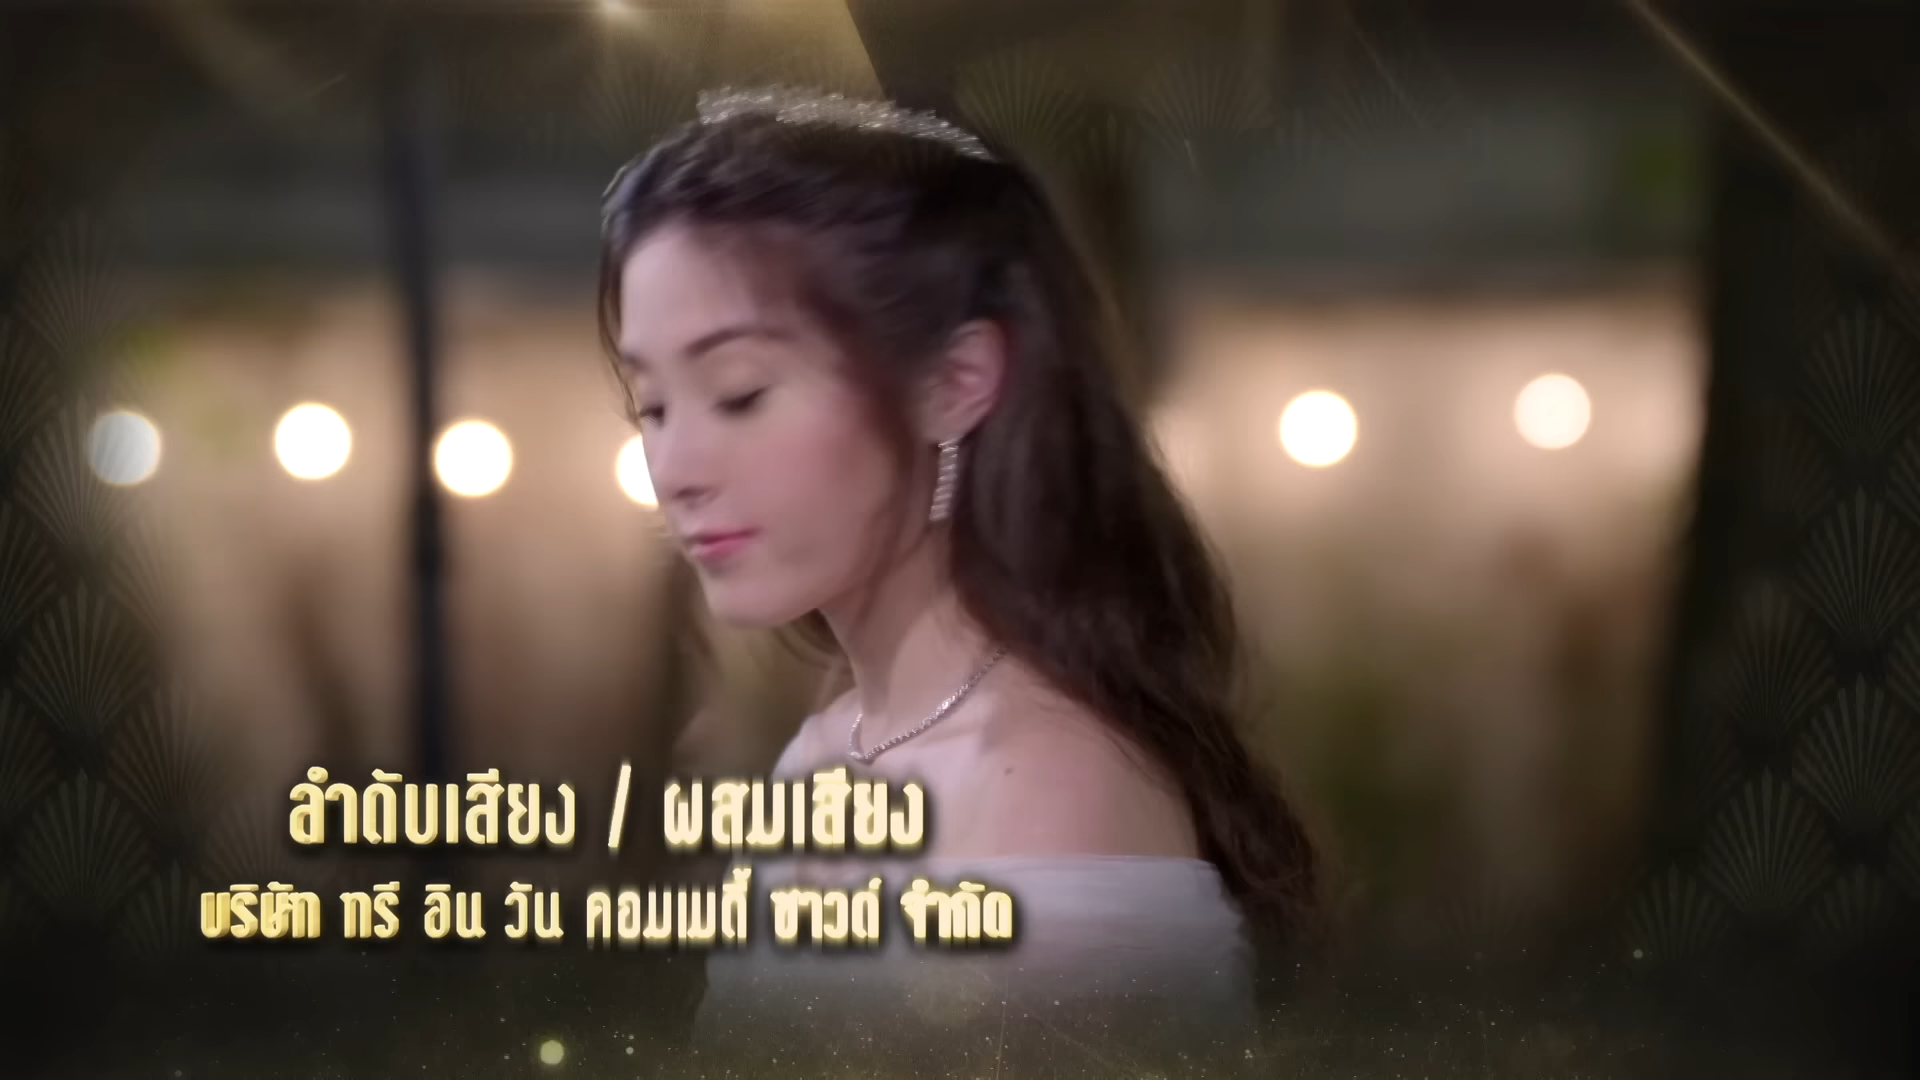 ลำดับเสียง / ผสมเสียง
บริษัท ทรี อิน วัน คอมเมดี้ ซาวด์ จำกัด